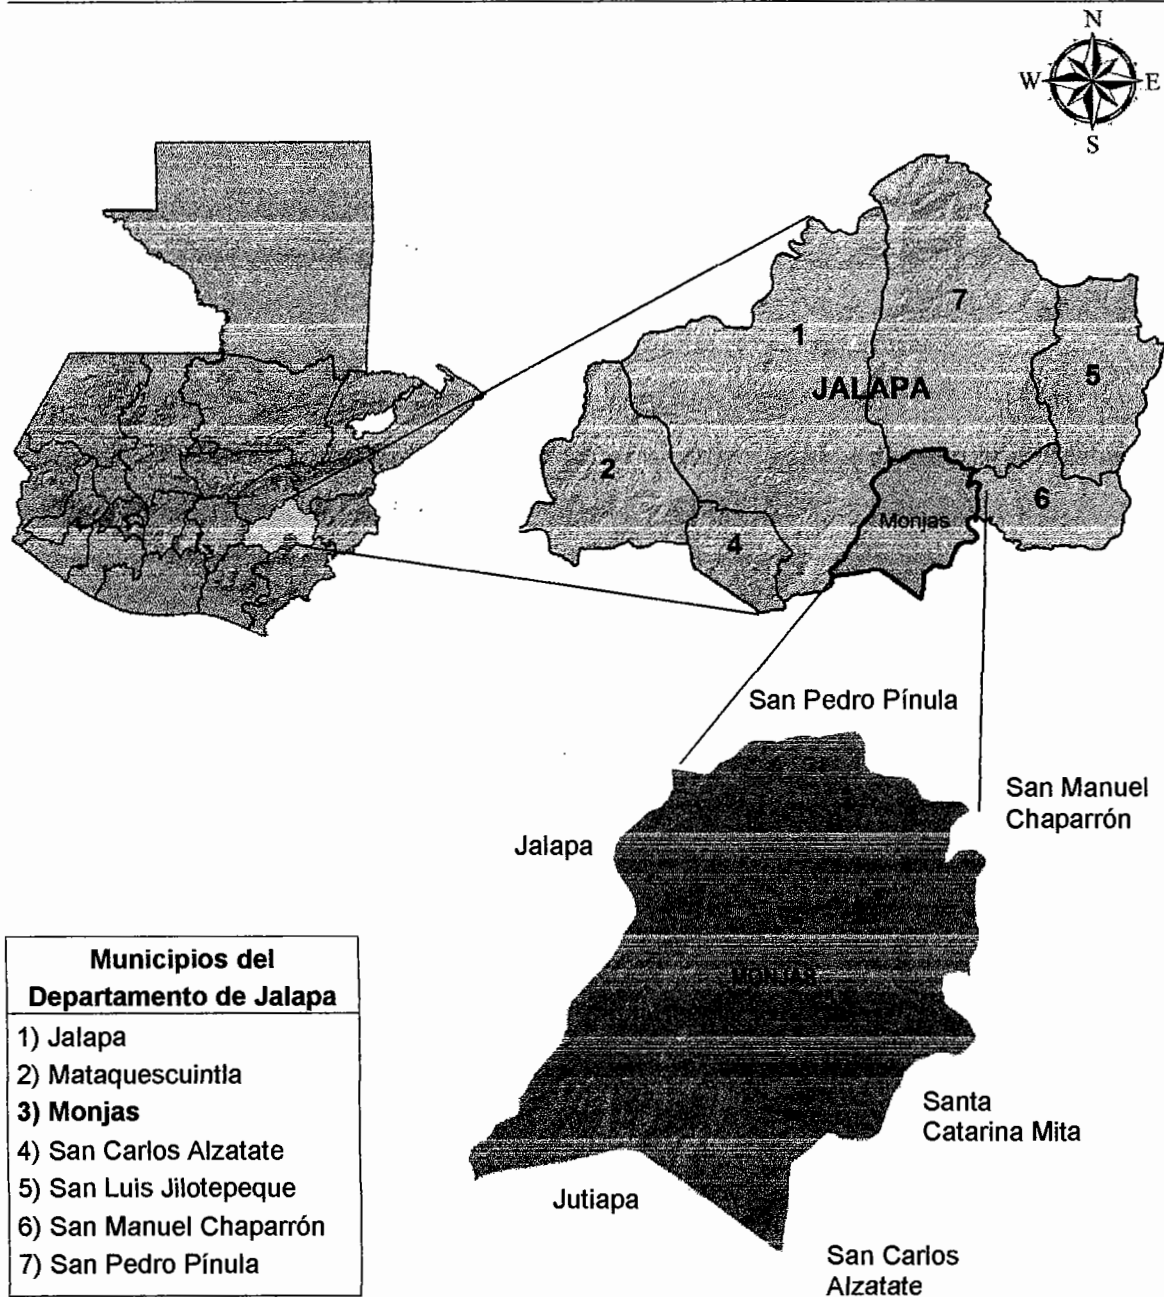 N
W E
S
1
7
5
JALAPA
2
6
Monjas
4
San Pedro Pínula
San Manuel
Chaparrón
Jalapa
MONJAS
Santa
Catarina Mita
Jutiapa
San Carlos
Alzatate
Municipios del
Departamento de Jalapa
1) Jalapa
2) Mataquescuintla
3) Monjas
4) San Carlos Alzatate
5) San Luis Jilotepeque
6) San Manuel Chaparrón
7) San Pedro Pínula